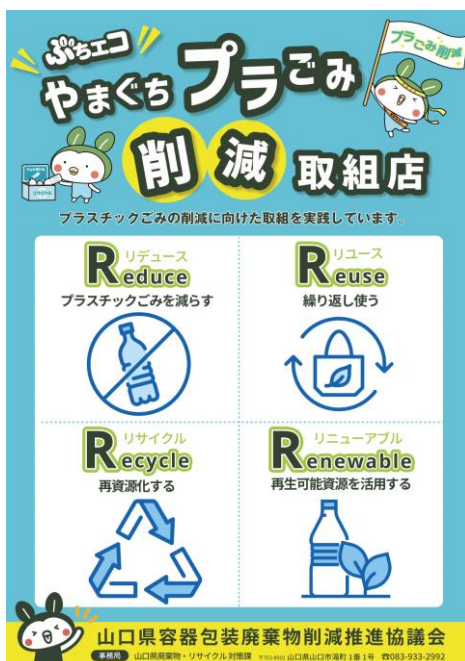 ぶちエコ
やまぐち プラごみ
プラごみ削減
削減 取組店
リサイクル
プラスチックごみの削減に向けた取組を実践しています。
リデュース
Reduce
プラスチックごみを減らす
リユース
Reuse
繰り返し使う
リサイクル
Recycle
再資源化する
リニューアブル
Renewable
再生可能資源を活用する
山口県容器包装廃棄物削減推進協議会
事務局 山口県廃棄物・リサイクル対策課 〒753-8501 山口県山口市滝町1番1号 ☎083-933-2992